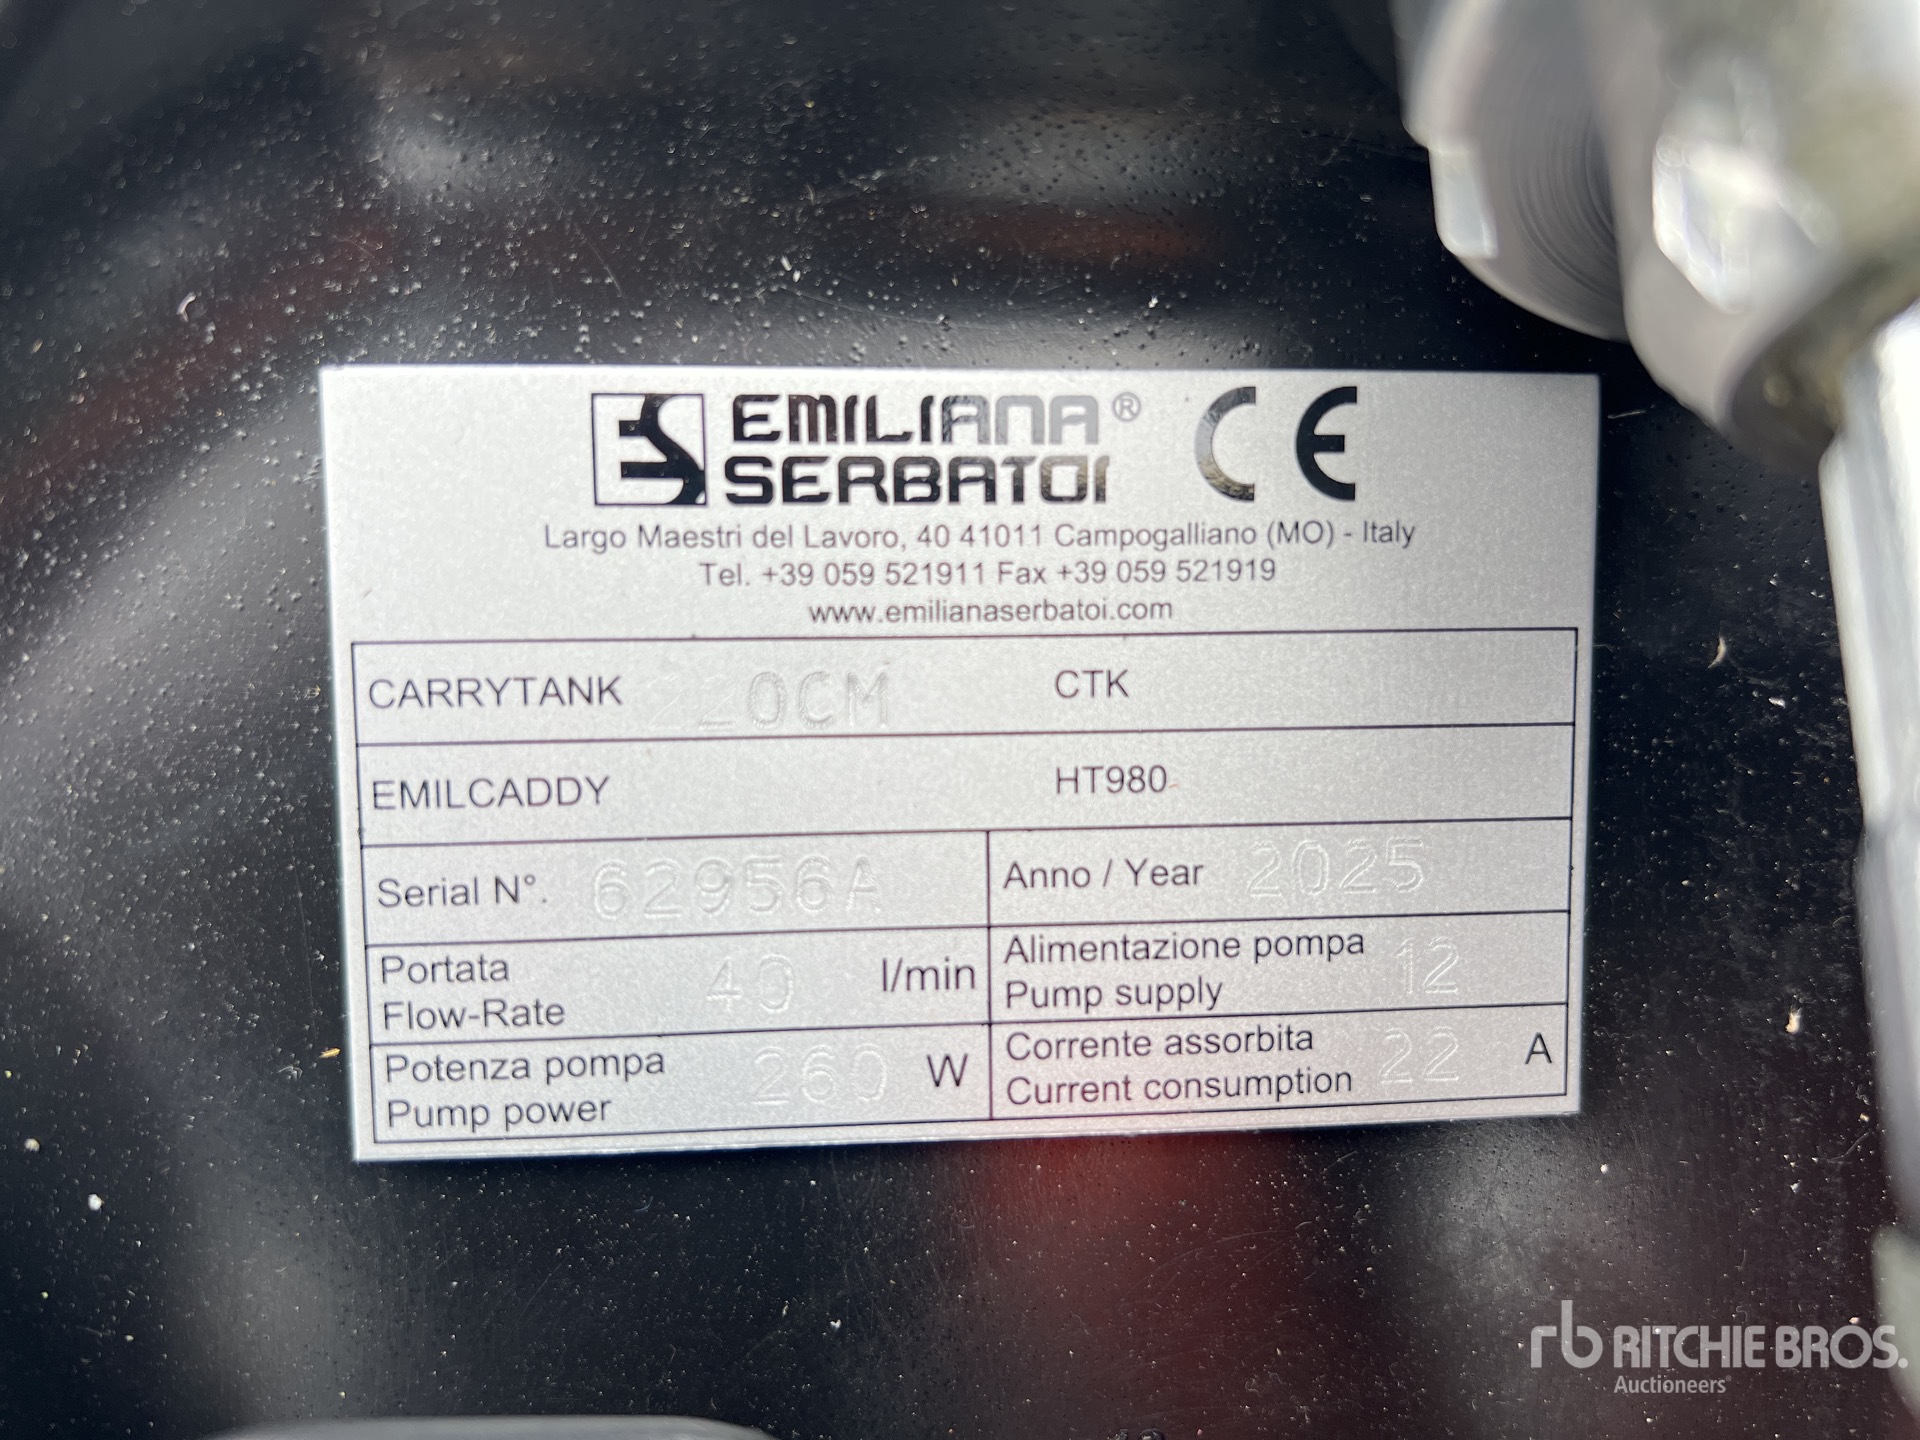 EMILIANA® CE
SERBATOI
Largo Maestri del Lavoro, 40 41011 Campogalliano (MO) - Italy
Tel. +39 059 521911 Fax +39 059 521919
www.emilianaserbatoi.com
CARRYTANK 220CM CTK
EMILCADDY HT980
Serial N°. 62956A Anno / Year 2025
Portata
Flow-Rate 40 l/min
Alimentazione pompa
Pump supply 12
Potenza pompa
Pump power 260 W
Corrente assorbita
Current consumption 22 A
rb RITCHIE BROS.
Auctioneers